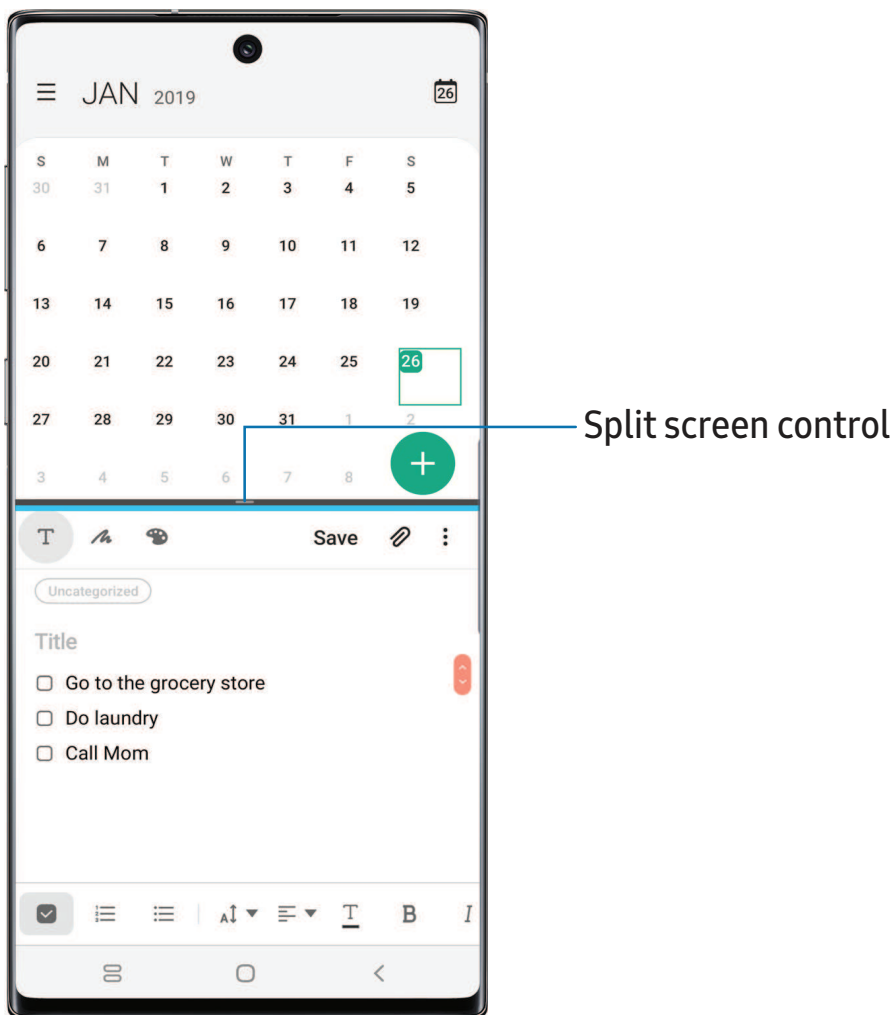 JAN 2019
26
S M T W T F S
30 31 1 2 3 4 5
6 7 8 9 10 11 12
13 14 15 16 17 18 19
20 21 22 23 24 25 26
27 28 29 30 31 1 2
Split screen control
3 4 5 6 7 8
T Save
Uncategorized
Title
Go to the grocery store
Do laundry
Call Mom
A T B I